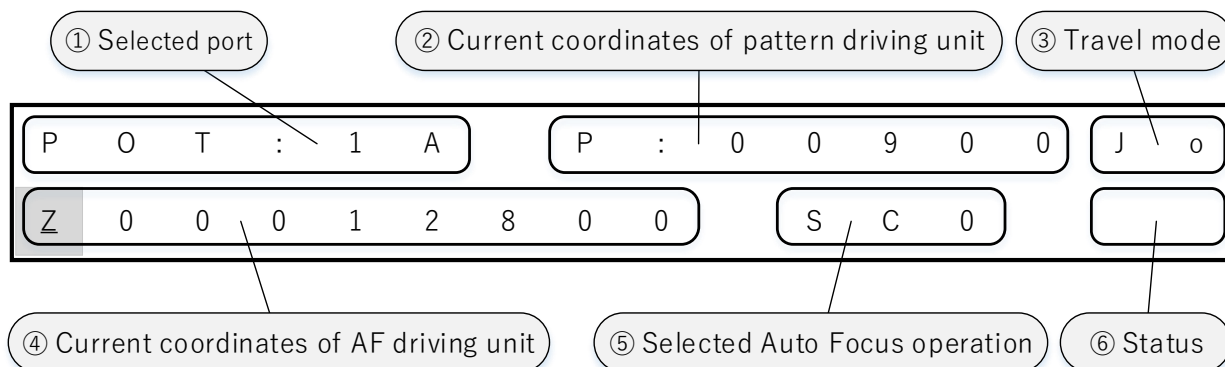 ① Selected port
② Current coordinates of pattern driving unit
③ Travel mode
P O T : 1 A P : 0 0 9 0 0 J o
Z 0 0 0 1 2 8 0 0 S C 0
④ Current coordinates of AF driving unit
⑤ Selected Auto Focus operation
⑥ Status